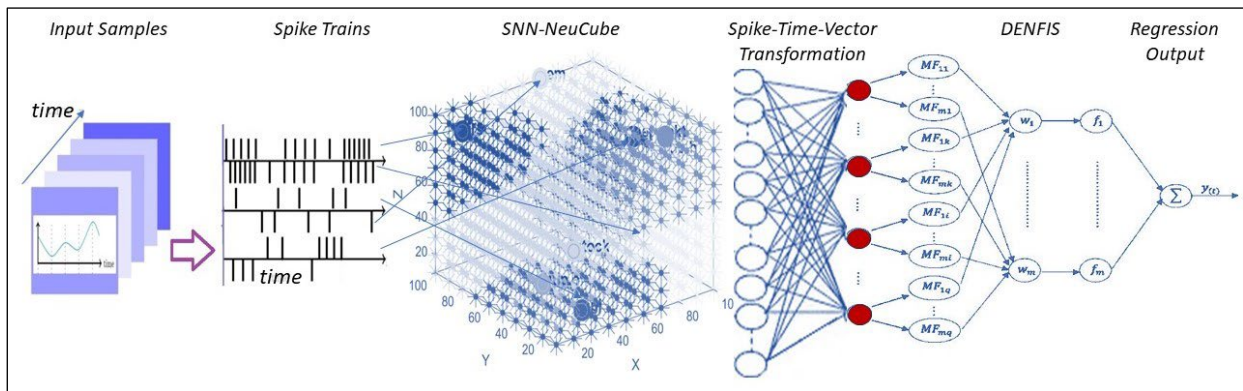 Input Samples
Spike Trains
SNN-NeuCube
Spike-Time-Vector
Transformation
DENFIS
Regression
Output
time
time
time
100
80
60
40
20
Z
100
80
60
40
20
Y
20
40
60
80
10
X
MF₁₁
MFₘ₁
MF₁ₖ
MFₘₖ
MF₁ᵢ
MFₘᵢ
MF₁q
MFₘq
w₁
wₘ
f₁
fₘ
Σ
y(t)